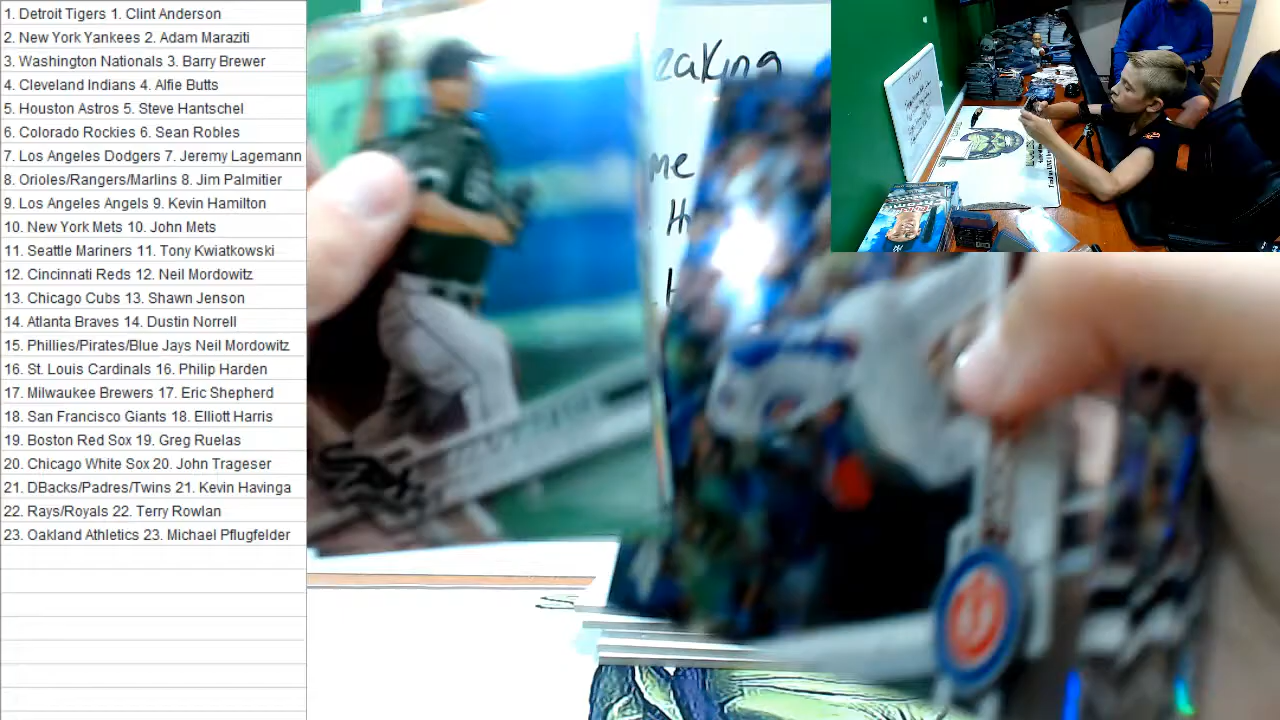 1. Detroit Tigers 1. Clint Anderson
2. New York Yankees 2. Adam Maraziti
3. Washington Nationals 3. Barry Brewer
4. Cleveland Indians 4. Alfie Butts
5. Houston Astros 5. Steve Hantschel
6. Colorado Rockies 6. Sean Robles
7. Los Angeles Dodgers 7. Jeremy Lagemann
8. Orioles/Rangers/Marlins 8. Jim Palmitier
9. Los Angeles Angels 9. Kevin Hamilton
10. New York Mets 10. John Mets
11. Seattle Mariners 11. Tony Kwiatkowski
12. Cincinnati Reds 12. Neil Mordowitz
13. Chicago Cubs 13. Shawn Jenson
14. Atlanta Braves 14. Dustin Norrell
15. Phillies/Pirates/Blue Jays Neil Mordowitz
16. St. Louis Cardinals 16. Philip Harden
17. Milwaukee Brewers 17. Eric Shepherd
18. San Francisco Giants 18. Elliott Harris
19. Boston Red Sox 19. Greg Ruelas
20. Chicago White Sox 20. John Trageser
21. DBacks/Padres/Twins 21. Kevin Havinga
22. Rays/Royals 22. Terry Rowlan
23. Oakland Athletics 23. Michael Pflugfelder
eaking
me
Sox